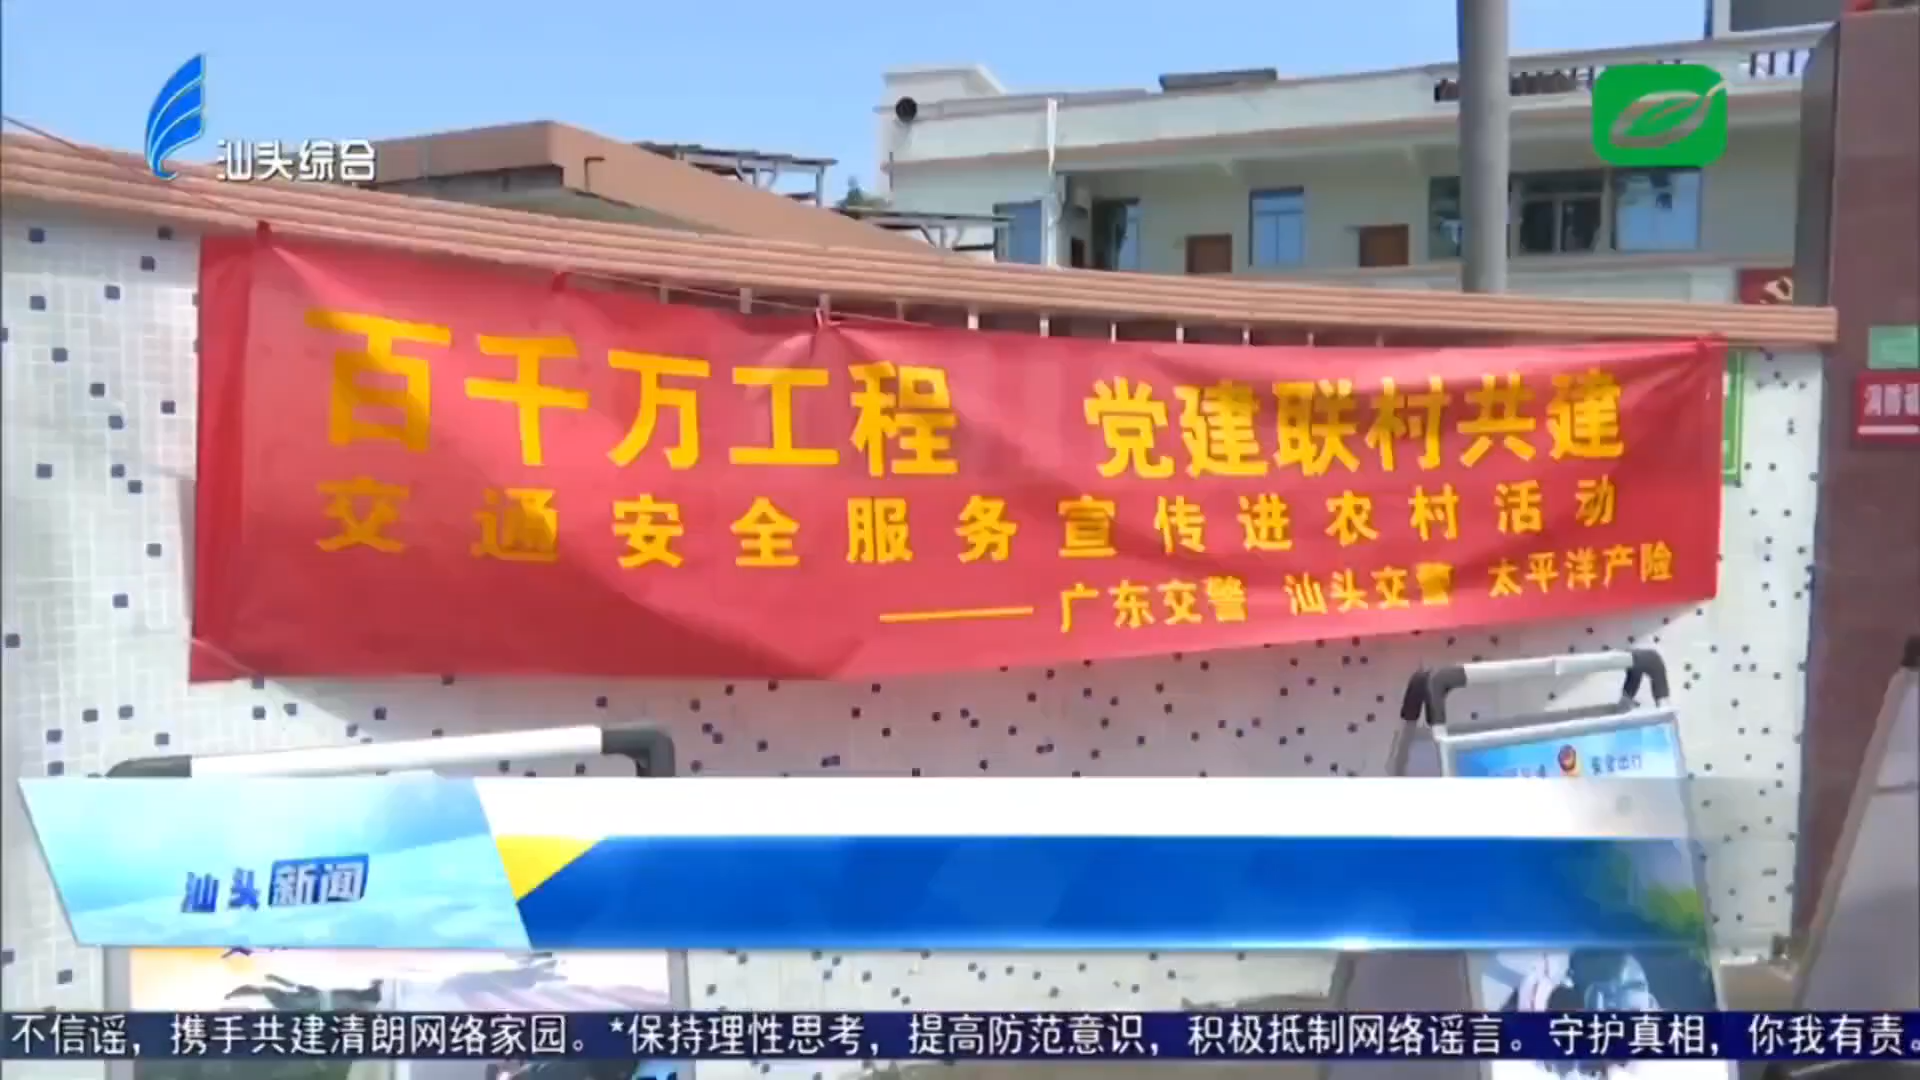 汕头综合
百千万工程 党建联村共建
交通安全服务宣传进农村活动
——广东交警 汕头交警 太平洋产险
安全出行
汕头新闻
不信谣，携手共建清朗网络家园。*保持理性思考，提高防范意识，积极抵制网络谣言。守护真相，你我有责。